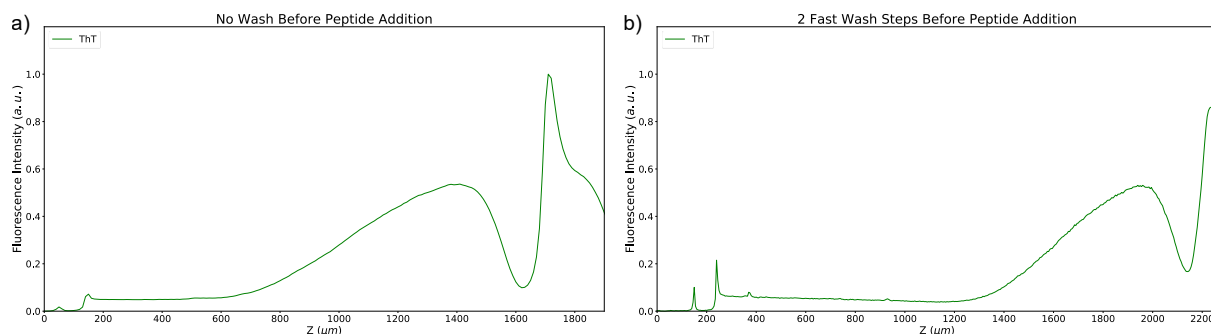 a)
No Wash Before Peptide Addition
ThT
Fluorescence Intensity (a. u.)
1.0
0.8
0.6
0.4
0.2
0.0
0 200 400 600 800 1000 1200 1400 1600 1800
Z (μm)
b)
2 Fast Wash Steps Before Peptide Addition
ThT
Fluorescence Intensity (a. u.)
1.0
0.8
0.6
0.4
0.2
0.0
0 200 400 600 800 1000 1200 1400 1600 1800 2000 2200
Z (μm)